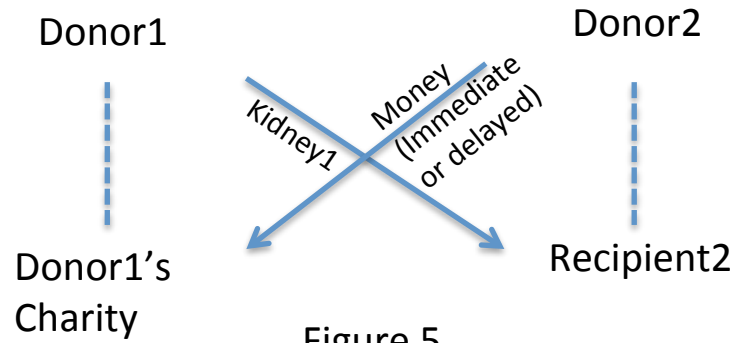 Donor1
Donor2
Kidney1
Money
(Immediate
or delayed)
Donor1's
Charity
Recipient2
Figure 5